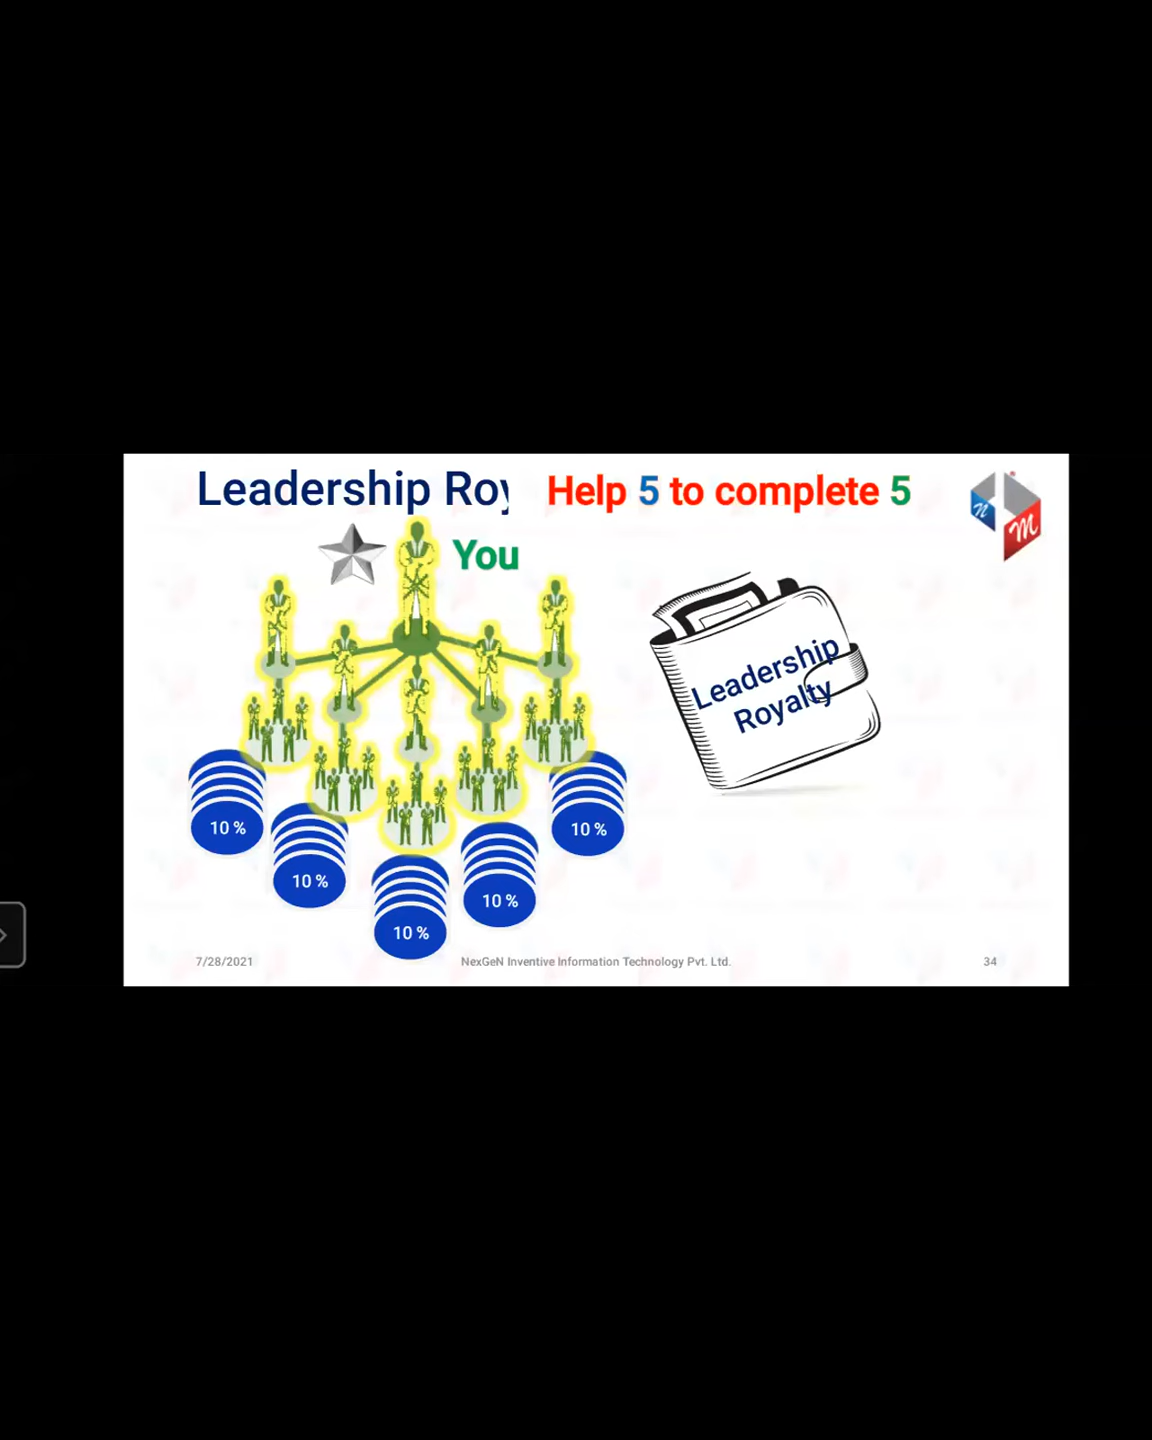 Leadership Roy
Help 5 to complete 5
You
Leadership
Royalty
10 %
10 %
10 %
10 %
10 %
7/28/2021
NexGeN Inventive Information Technology Pvt. Ltd.
34
n
m